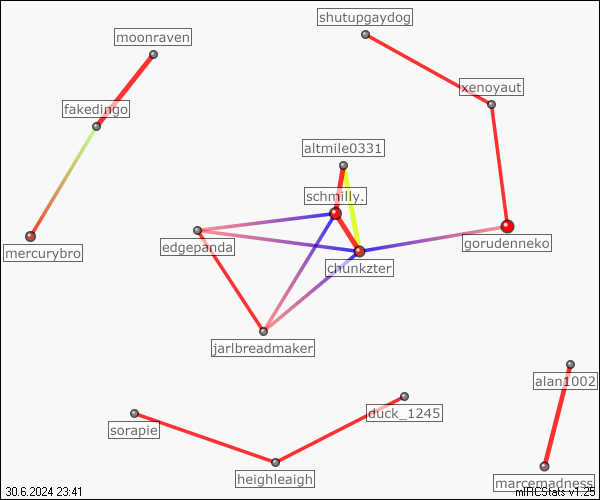 shutupgaydog
moonraven
xenoyaut
fakedingo
altmile0331
schmilly.
edgepanda
gorudenneko
mercurybro
chunkzter
jarlbreadmaker
alan1002
duck_1245
sorapie
heighleaigh
marcemadness
30.6.2024 23:41
mIRCStats v1.25